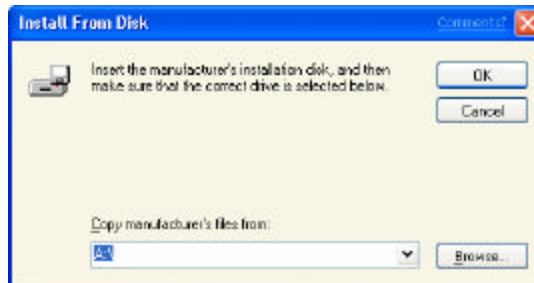 Install From Disk
Comments?
Insert the manufacturer's installation disk, and then
make sure that the correct drive is selected below.
OK
Cancel
Copy manufacturer's files from:
A:\
Browse...